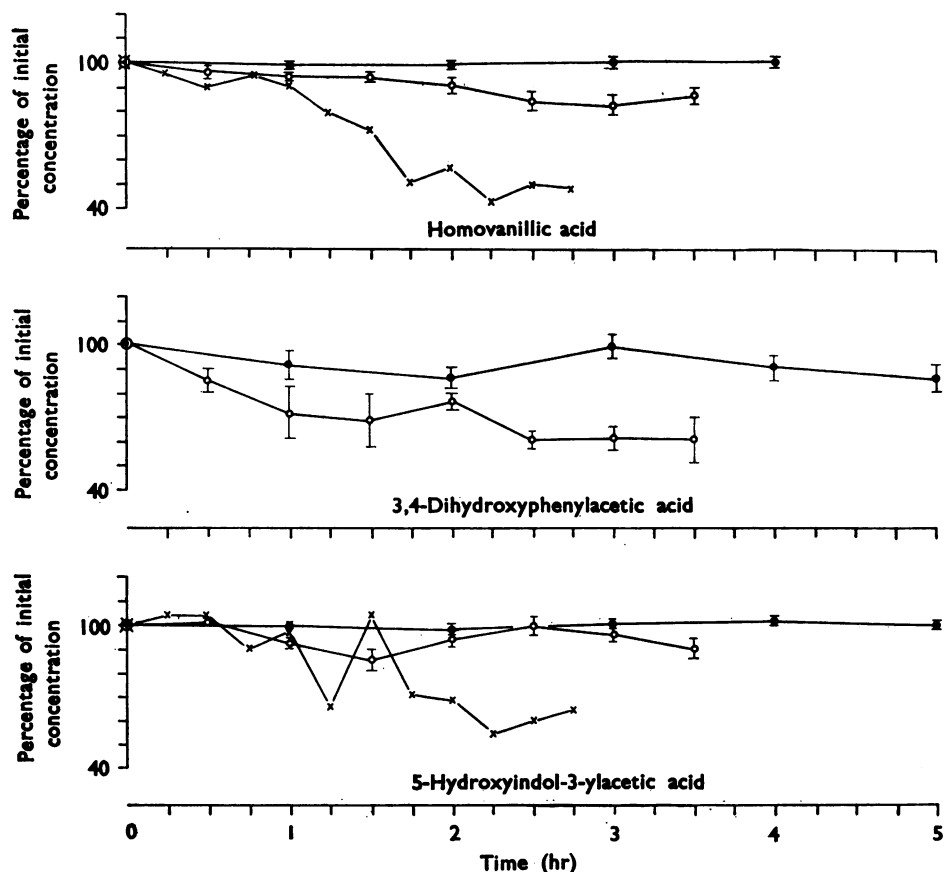 Percentage of initial
concentration
100
40
Homovanillic acid
Percentage of initial
concentration
100
40
3,4-Dihydroxyphenylacetic acid
Percentage of initial
concentration
100
40
5-Hydroxyindol-3-ylacetic acid
0 1 2 3 4 5
Time (hr)